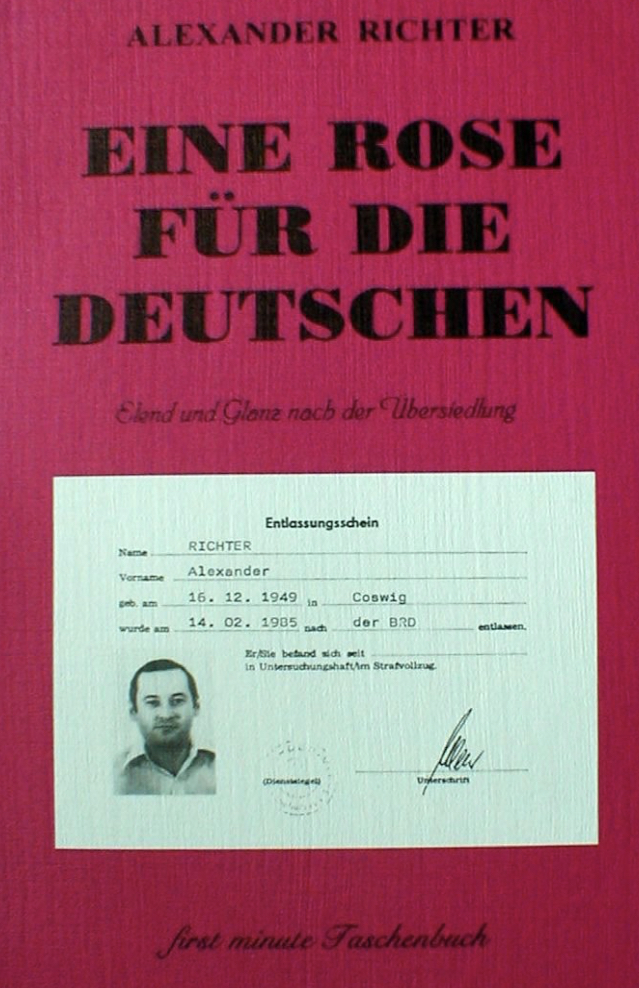 ALEXANDER RICHTER
EINE ROSE
FÜR DIE
DEUTSCHEN
Elend und Glanz nach der Übersiedlung
Entlassungsschein
Name RICHTER
Vorname Alexander
geb. am 16. 12. 1949 in Coswig
wurde am 14. 02. 1985 nach der BRD entlassen.
Er/Sie befand sich seit
in Untersuchungshaft/im Strafvollzug.
(Dienstsiegel)
Unterschrift
first minute Taschenbuch